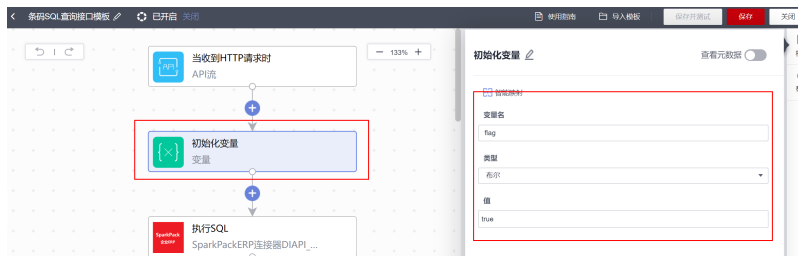 条码SQL查询接口模板
已开启 关闭
使用指南
导入模板
保存并测试
保存
关闭
133%
当收到HTTP请求时
API流
API
初始化变量
变量
执行SQL
SparkPackERP连接器DIAPI_...
SparkPack
初始化变量
查看元数据
智能映射
变量名
flag
类型
布尔
值
true